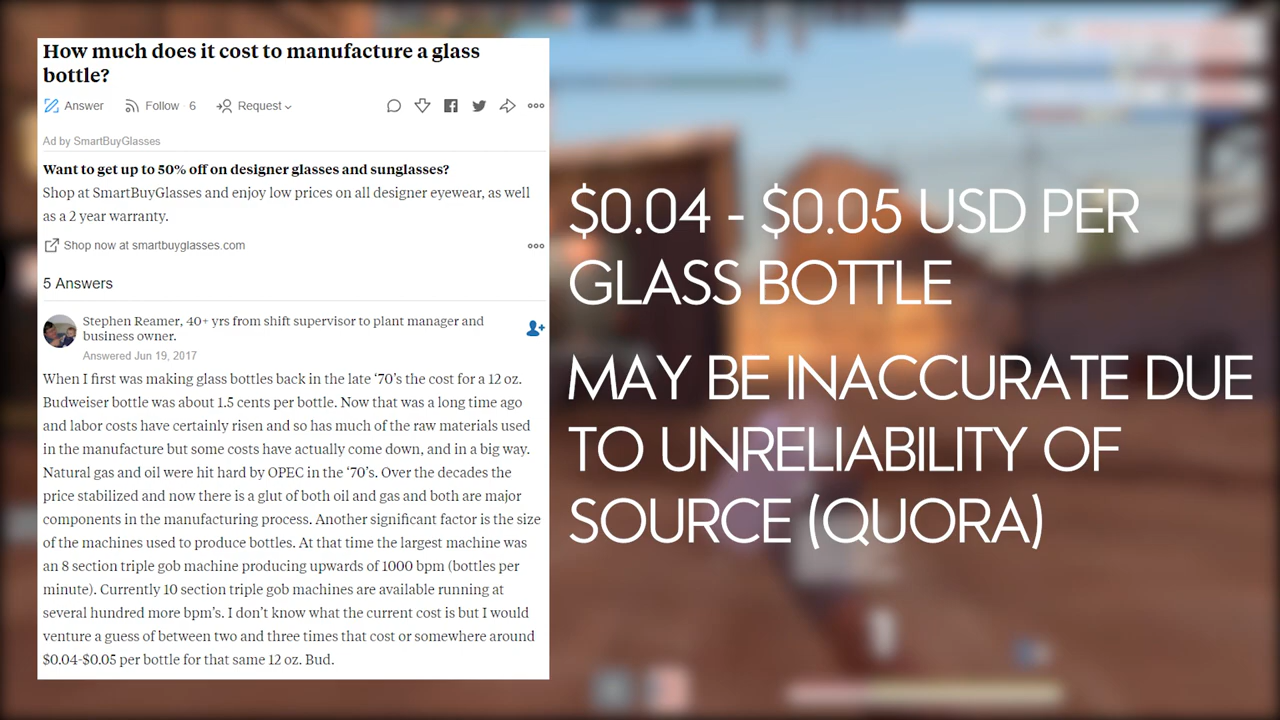 How much does it cost to manufacture a glass
bottle?
Answer
Follow · 6
Request
Ad by SmartBuyGlasses
Want to get up to 50% off on designer glasses and sunglasses?
Shop at SmartBuyGlasses and enjoy low prices on all designer eyewear, as well
as a 2 year warranty.
Shop now at smartbuyglasses.com
5 Answers
Stephen Reamer, 40+ yrs from shift supervisor to plant manager and
business owner.
Answered Jun 19, 2017
When I first was making glass bottles back in the late ‘70’s the cost for a 12 oz.
Budweiser bottle was about 1.5 cents per bottle. Now that was a long time ago
and labor costs have certainly risen and so has much of the raw materials used
in the manufacture but some costs have actually come down, and in a big way.
Natural gas and oil were hit hard by OPEC in the ‘70’s. Over the decades the
price stabilized and now there is a glut of both oil and gas and both are major
components in the manufacturing process. Another significant factor is the size
of the machines used to produce bottles. At that time the largest machine was
an 8 section triple gob machine producing upwards of 1000 bpm (bottles per
minute). Currently 10 section triple gob machines are available running at
several hundred more bpm’s. I don’t know what the current cost is but I would
venture a guess of between two and three times that cost or somewhere around
$0.04-$0.05 per bottle for that same 12 oz. Bud.
$0.04 - $0.05 USD PER
GLASS BOTTLE
MAY BE INACCURATE DUE
TO UNRELIABILITY OF
SOURCE (QUORA)